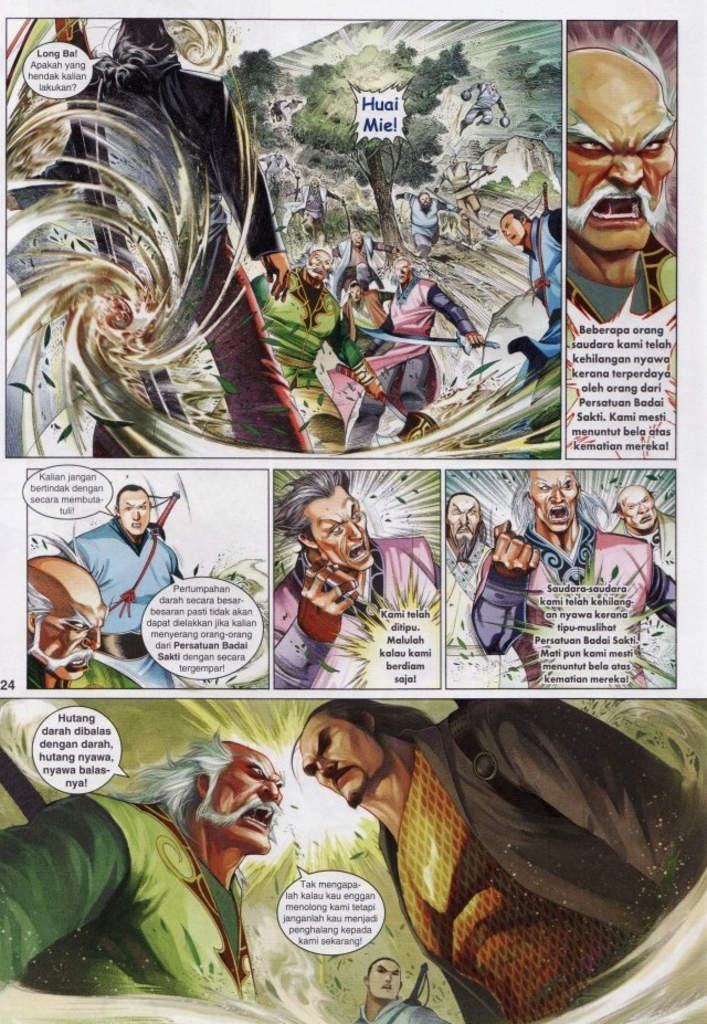 Long Ba!
Apakah yang
hendak kalian
lakukan?
Huai
Mie!
Beberapa orang
saudara kami telah
kehilangan nyawa
kerana terperdaya
oleh orang dari
Persatuan Badai
Sakti. Kami mesti
menuntut bela atas
kematian mereka!
Kalian jangan
bertindak dengan
secara membuta-
tuli!
Pertumpahan
darah secara besar-
besaran pasti tidak akan
dapat dielakkan jika kalian
menyerang orang-orang
dari Persatuan Badai
Sakti dengan secara
tergempar!
Kami telah
ditipu.
Malulah
kalau kami
berdiam
saja!
Saudara-saudara
kami telah kehilang-
an nyawa kerana
tipu-muslihat
Persatuan Badai Sakti.
Mati pun kami mesti
menuntut bela atas
kematian mereka!
24
Hutang
darah dibalas
dengan darah,
hutang nyawa,
nyawa balas-
nya!
Tak mengapa-
lah kalau kau enggan
menolong kami tetapi
janganlah kau menjadi
penghalang kepada
kami sekarang!